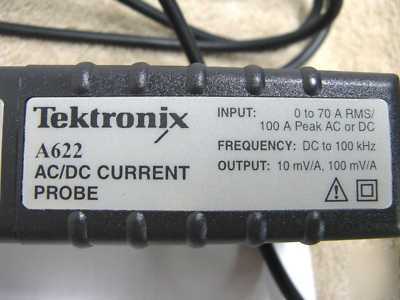 Tektronix
A622
AC/DC CURRENT
PROBE
INPUT: 0 to 70 A RMS/
100 A Peak AC or DC
FREQUENCY: DC to 100 kHz
OUTPUT: 10 mV/A, 100 mV/A